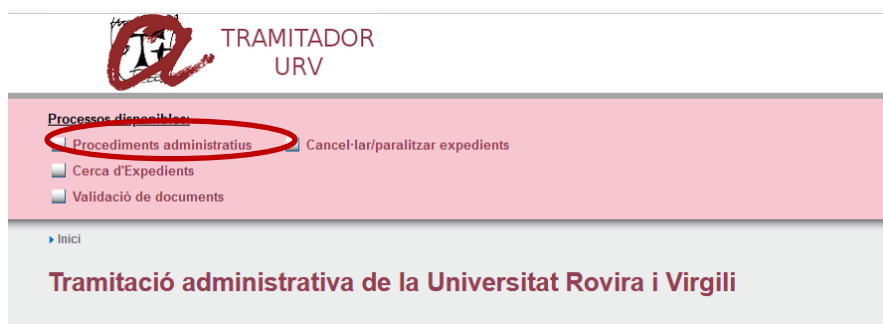 TRAMITADOR
URV
Processos disponibles:
Procediments administratius Cancel·lar/paralitzar expedients
Cerca d'Expedients
Validació de documents
Inici
Tramitació administrativa de la Universitat Rovira i Virgili